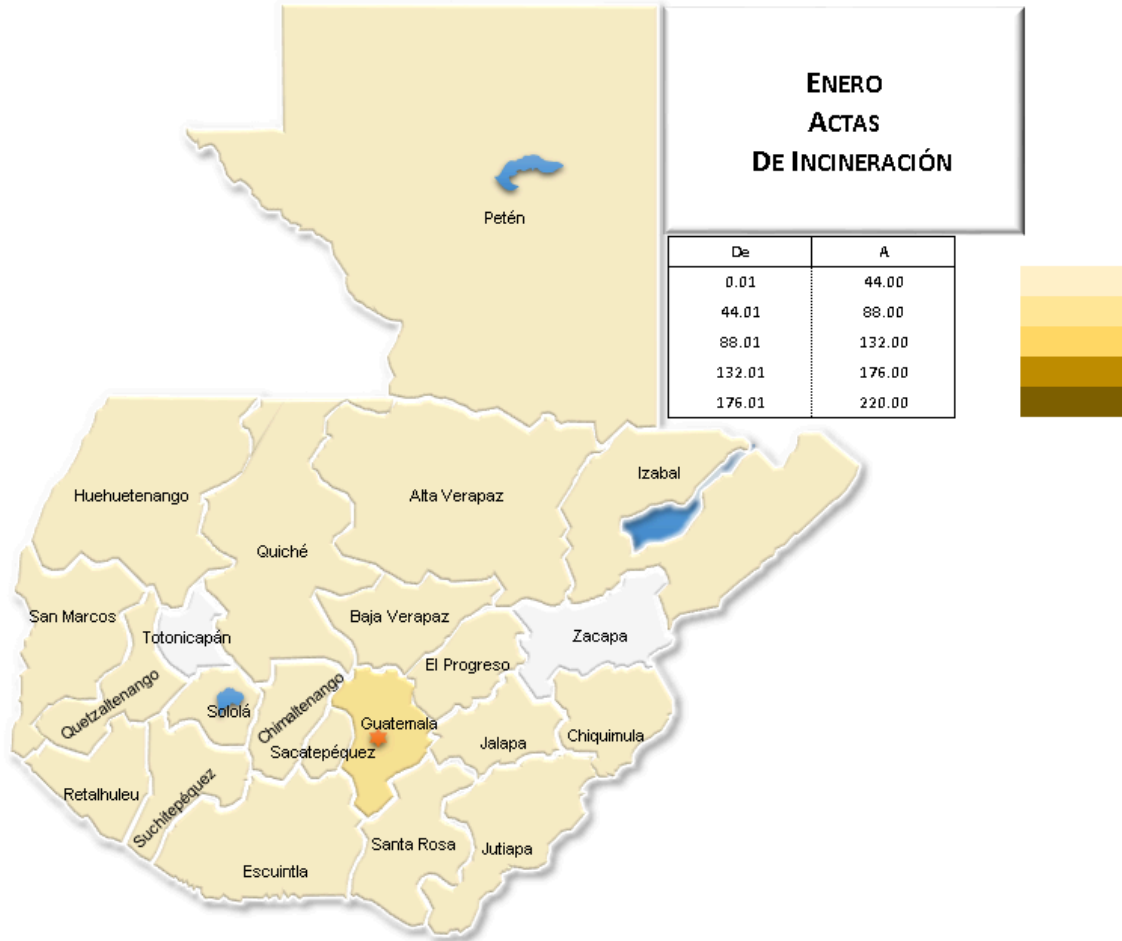 ENERO
ACTAS
DE INCINERACIÓN
De A
0.01 44.00
44.01 88.00
88.01 132.00
132.01 176.00
176.01 220.00
Petén
Izabal
Huehuetenango
Alta Verapaz
Quiché
San Marcos
Baja Verapaz
Totonicapán
Zacapa
El Progreso
Quetzaltenango
Sololá
Chimaltenango
Guatemala
Sacatepéquez
Jalapa
Chiquimula
Retalhuleu
Suchitepéquez
Santa Rosa
Jutiapa
Escuintla